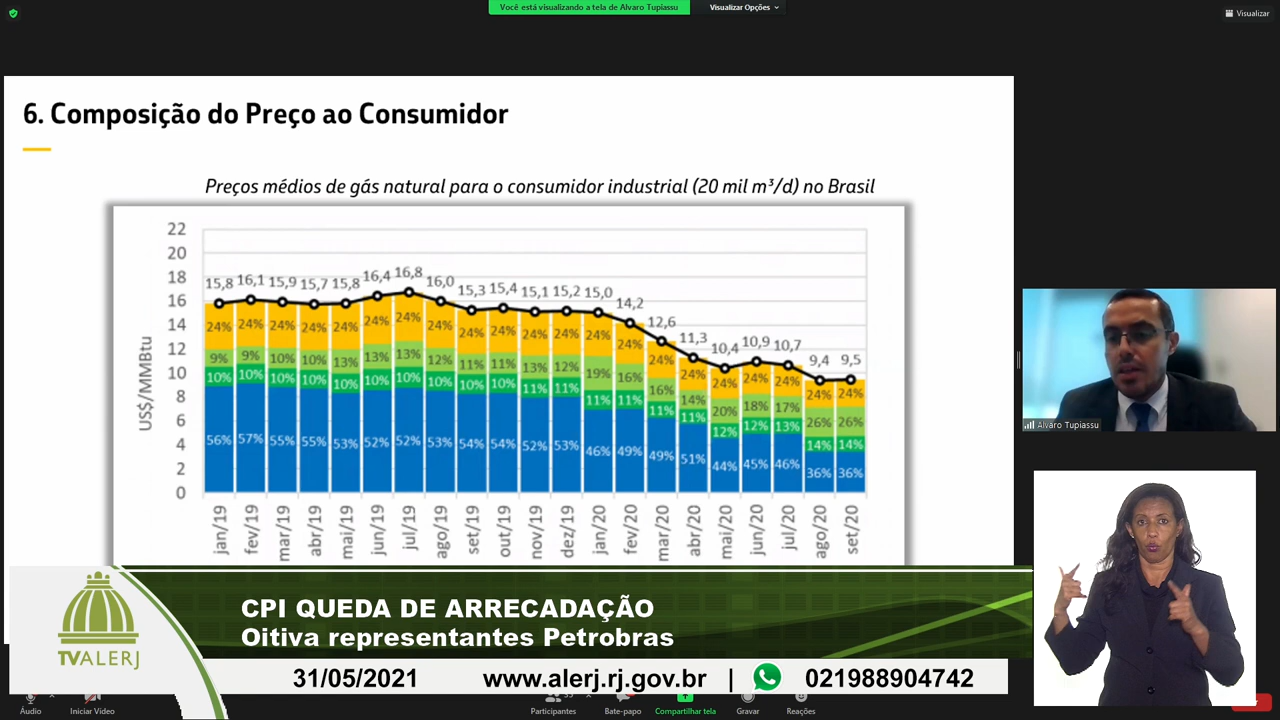 Você está visualizando a tela de Alvaro Tupiassu
Visualizar Opções
Visualizar
6. Composição do Preço ao Consumidor
Preços médios de gás natural para o consumidor industrial (20 mil m³/d) no Brasil
US$/MMBtu
22
20
18
16
14
12
10
8
6
4
2
0
15,8 16,1 15,9 15,7 15,8 16,4 16,8 16,0 15,3 15,4 15,1 15,2 15,0 14,2 12,6 11,3 10,4 10,9 10,7 9,4 9,5
24% 24% 24% 24% 24% 24% 24% 24% 24% 24% 24% 24% 24% 24% 24% 24% 24% 24% 24% 24% 24%
9% 9% 10% 10% 13% 13% 13% 12% 11% 11% 13% 12% 19% 16% 16% 14% 20% 18% 17% 26% 26%
10% 10% 10% 10% 10% 10% 10% 10% 10% 10% 11% 11% 11% 11% 11% 11% 12% 12% 13% 14% 14%
56% 57% 55% 55% 53% 52% 52% 53% 54% 54% 52% 53% 46% 49% 49% 51% 44% 45% 46% 36% 36%
jan/19 fev/19 mar/19 abr/19 mai/19 jun/19 jul/19 ago/19 set/19 out/19 nov/19 dez/19 jan/20 fev/20 mar/20 abr/20 mai/20 jun/20 jul/20 ago/20 set/20
Alvaro Tupiassu
TVALERJ
CPI QUEDA DE ARRECADAÇÃO
Oitiva representantes Petrobras
31/05/2021 www.alerj.rj.gov.br | 021988904742
Áudio
Iniciar Vídeo
Participantes
Bate-papo
Compartilhar tela
Gravar
Reações